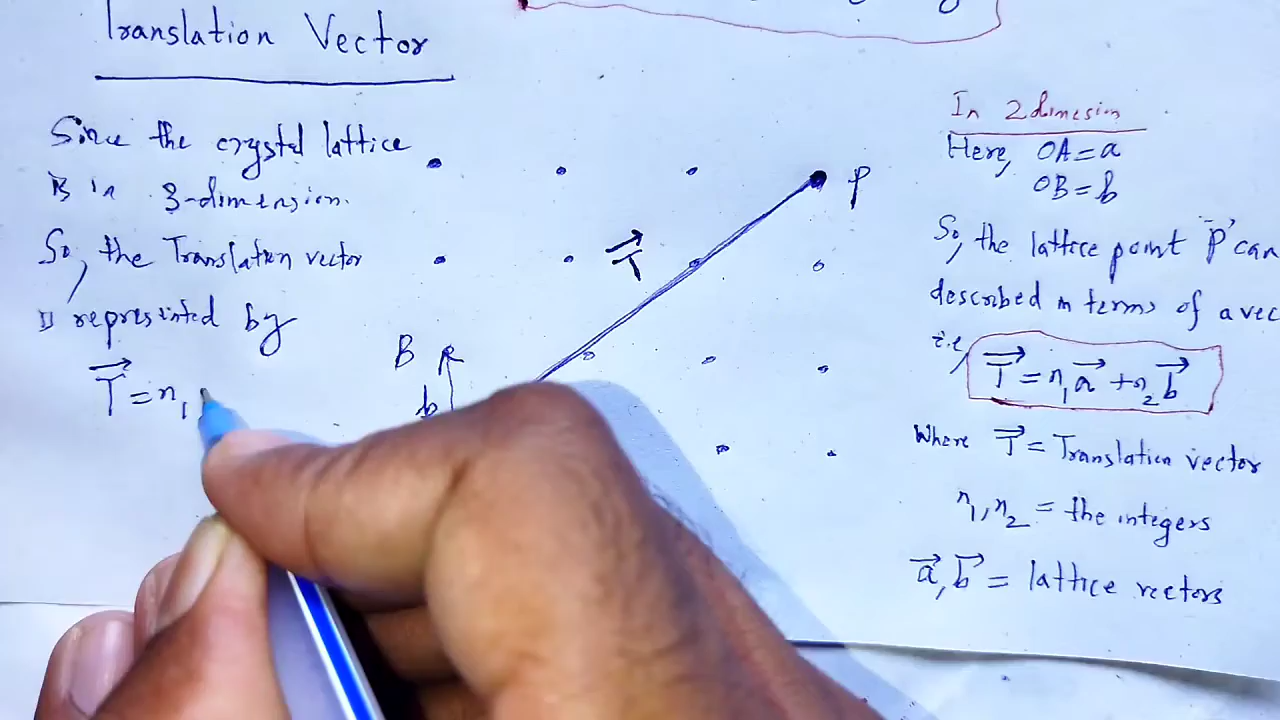 Translation Vector
Since the crystal lattice
is in 3-dimension.
So, the Translation vector
is represented by
T⃗ = n₁
P
T⃗
B
b
In 2 dimesion
Here, OA = a
OB = b
So, the lattice point 'P' can
described in terms of a vec
i.e,
T⃗ = n₁a⃗ + n₂b⃗
Where T⃗ = Translation vector
n₁, n₂ = the integers
a⃗, b⃗ = lattice vectors